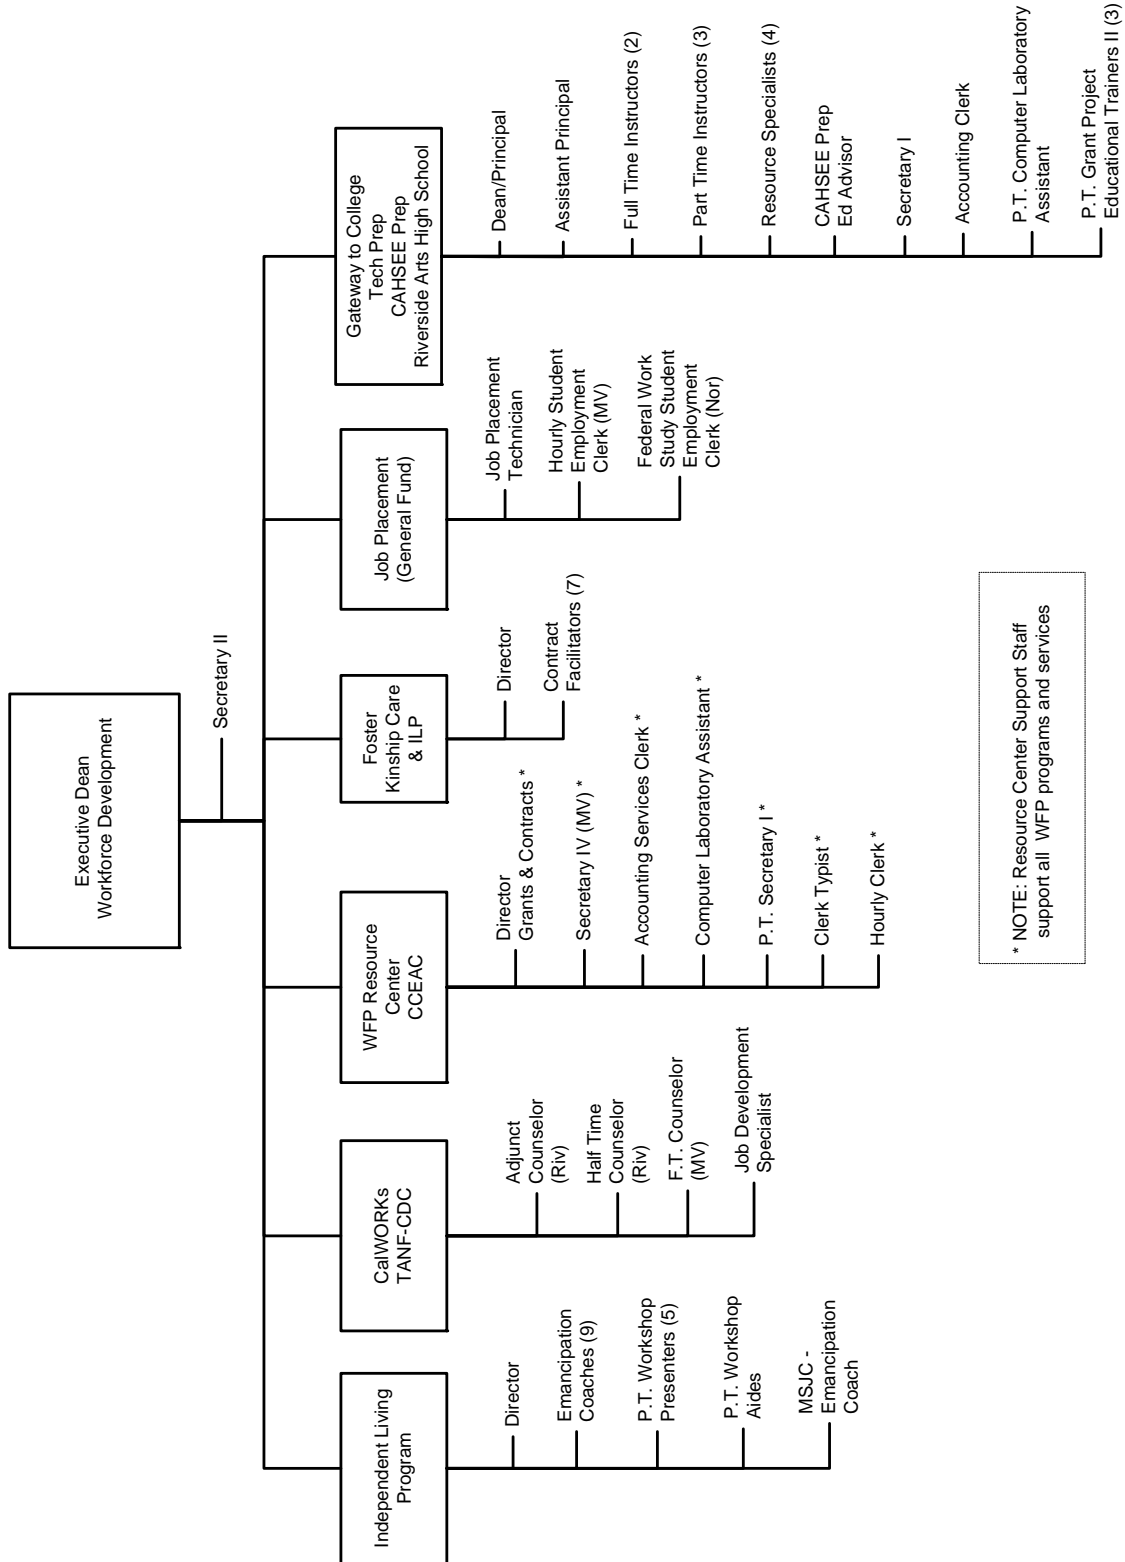 Executive Dean
Workforce Development
Secretary II
Independent Living
Program
Director
Emancipation
Coaches (9)
P.T. Workshop
Presenters (5)
P.T. Workshop
Aides
MSJC -
Emancipation
Coach
CalWORKs
TANF-CDC
Adjunct
Counselor
(Riv)
Half Time
Counselor
(Riv)
F.T. Counselor
(MV)
Job Development
Specialist
WFP Resource
Center
CCEAC
Director
Grants & Contracts *
Secretary IV (MV) *
Accounting Services Clerk *
Computer Laboratory Assistant *
P.T. Secretary I *
Clerk Typist *
Hourly Clerk *
Foster
Kinship Care
& ILP
Director
Contract
Facilitators (7)
Job Placement
(General Fund)
Job Placement
Technician
Hourly Student
Employment
Clerk (MV)
Federal Work
Study Student
Employment
Clerk (Nor)
Gateway to College
Tech Prep
CAHSEE Prep
Riverside Arts High School
Dean/Principal
Assistant Principal
Full Time Instructors (2)
Part Time Instructors (3)
Resource Specialists (4)
CAHSEE Prep
Ed Advisor
Secretary I
Accounting Clerk
P.T. Computer Laboratory
Assistant
P.T. Grant Project
Educational Trainers II (3)
* NOTE: Resource Center Support Staff
support all WFP programs and services